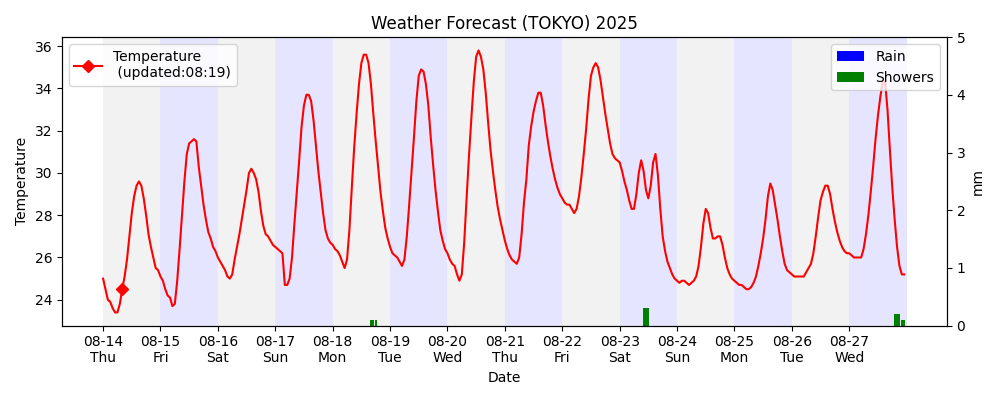 Weather Forecast (TOKYO) 2025
Temperature
(updated:08:19)
Rain
Showers
Temperature
36
34
32
30
28
26
24
5
4
3
2
1
0
mm
08-14 08-15 08-16 08-17 08-18 08-19 08-20 08-21 08-22 08-23 08-24 08-25 08-26 08-27
Thu Fri Sat Sun Mon Tue Wed Thu Fri Sat Sun Mon Tue Wed
Date